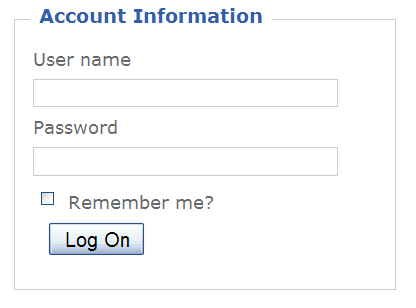 Account Information
User name
Password
Remember me?
Log On